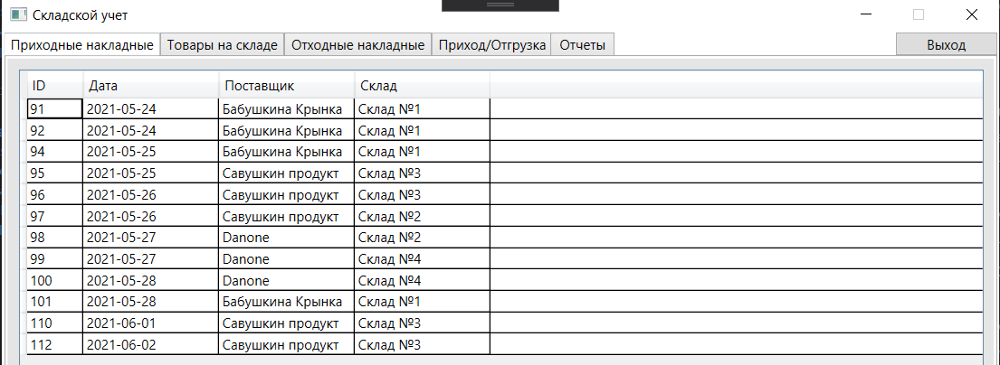 Складской учет
Приходные накладные Товары на складе Отходные накладные Приход/Отгрузка Отчеты Выход
ID Дата Поставщик Склад
91 2021-05-24 Бабушкина Крынка Склад №1
92 2021-05-24 Бабушкина Крынка Склад №1
94 2021-05-25 Бабушкина Крынка Склад №1
95 2021-05-25 Савушкин продукт Склад №3
96 2021-05-26 Савушкин продукт Склад №3
97 2021-05-26 Савушкин продукт Склад №2
98 2021-05-27 Danone Склад №2
99 2021-05-27 Danone Склад №4
100 2021-05-28 Danone Склад №4
101 2021-05-28 Бабушкина Крынка Склад №1
110 2021-06-01 Савушкин продукт Склад №3
112 2021-06-02 Савушкин продукт Склад №3